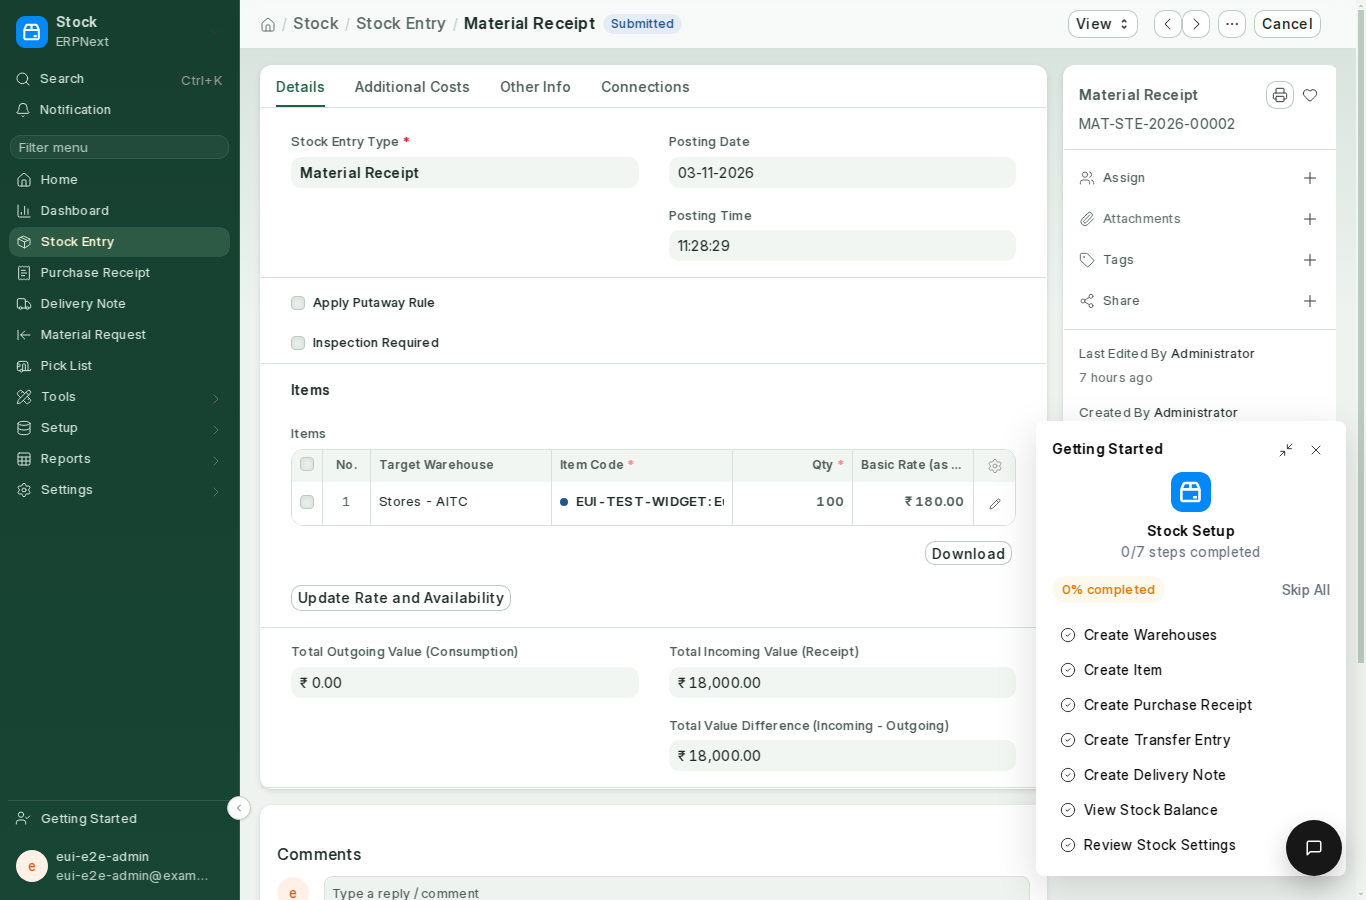 Stock
ERPNext
Search Ctrl+K
Notification
Filter menu
Home
Dashboard
Stock Entry
Purchase Receipt
Delivery Note
Material Request
Pick List
Tools
Setup
Reports
Settings
Getting Started
e
eui-e2e-admin
eui-e2e-admin@exam...
/ Stock / Stock Entry / Material Receipt Submitted
View
Cancel
Details Additional Costs Other Info Connections
Stock Entry Type *
Material Receipt
Posting Date
03-11-2026
Posting Time
11:28:29
Apply Putaway Rule
Inspection Required
Items
Items
No. Target Warehouse Item Code * Qty * Basic Rate (as ...
1 Stores - AITC EUI-TEST-WIDGET: E 100 ₹ 180.00
Download
Update Rate and Availability
Total Outgoing Value (Consumption)
₹ 0.00
Total Incoming Value (Receipt)
₹ 18,000.00
Total Value Difference (Incoming - Outgoing)
₹ 18,000.00
Comments
e
Type a reply / comment
Material Receipt
MAT-STE-2026-00002
Assign
Attachments
Tags
Share
Last Edited By Administrator
7 hours ago
Created By Administrator
Getting Started
Stock Setup
0/7 steps completed
0% completed Skip All
Create Warehouses
Create Item
Create Purchase Receipt
Create Transfer Entry
Create Delivery Note
View Stock Balance
Review Stock Settings